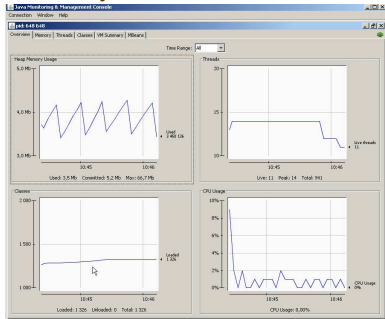 Java Monitoring & Management Console
Connection Window Help
pid: 648 648
Overview Memory Threads Classes VM Summary MBeans
Time Range: All
Heap Memory Usage
5,0 Mb
4,0 Mb
3,0 Mb
10:45 10:46
Used
Used: 3,5 Mb Committed: 5,2 Mb Max: 66,7 Mb
Threads
20
15
10
10:45 10:46
Live threads
11
Live: 11 Peak: 14 Total: 941
Classes
2 000
1 500
1 000
10:45 10:46
Loaded
1 326
Loaded: 1 326 Unloaded: 0 Total: 1 326
CPU Usage
10%
8%
6%
4%
2%
0%
10:45 10:46
CPU Usage
0%
CPU Usage: 0,00%